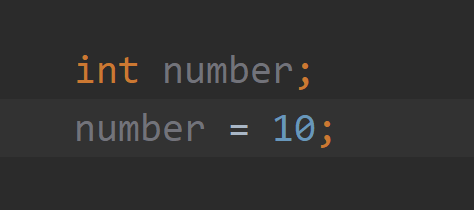 int number;
number = 10;